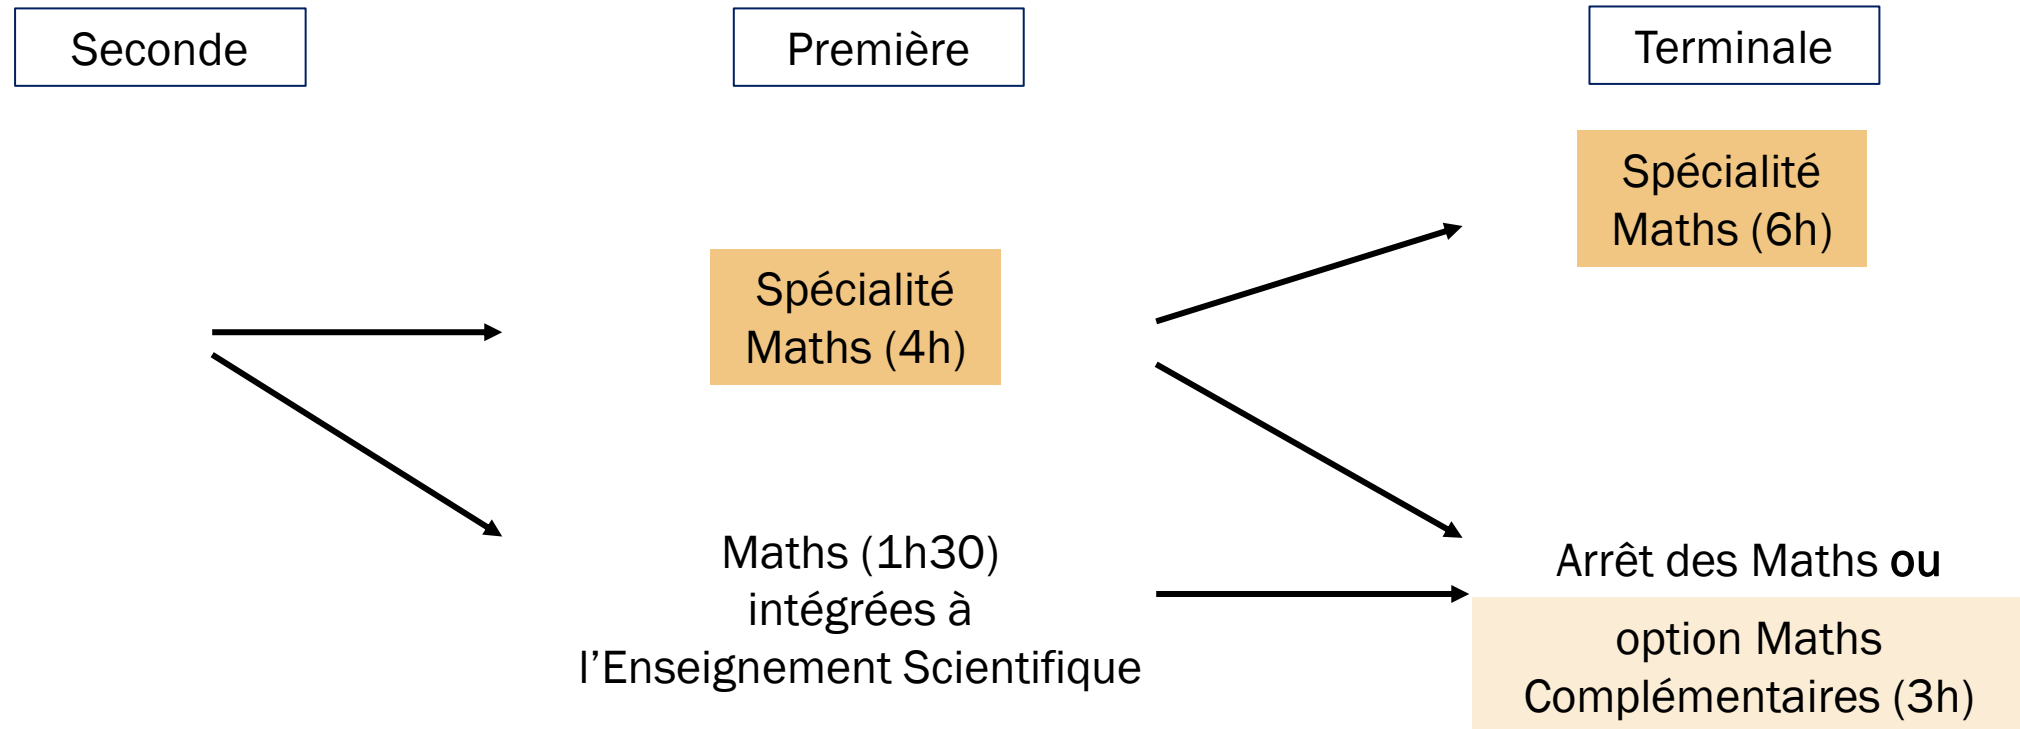 Seconde
Première
Terminale
Spécialité
Maths (6h)
Spécialité
Maths (4h)
Maths (1h30)
intégrées à
l’Enseignement Scientifique
Arrêt des Maths ou
option Maths
Complémentaires (3h)